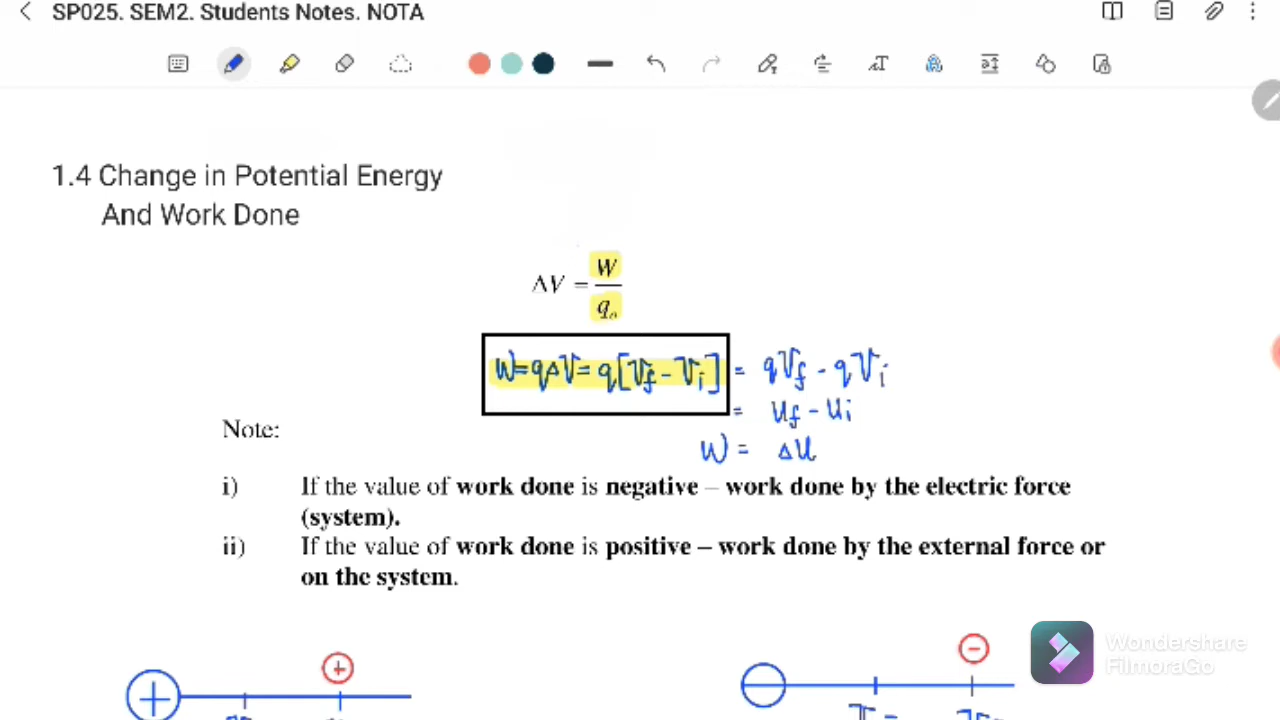 SP025. SEM2. Students Notes. NOTA
1.4 Change in Potential Energy
And Work Done
ΔV = W/qₒ
W = qΔV = q[Vf - Vi] = qVf - qVi
= Uf - Ui
W = ΔU
Note:
i) If the value of work done is negative – work done by the electric force
(system).
ii) If the value of work done is positive – work done by the external force or
on the system.
Wondershare
FilmoraGo
+ +
− −